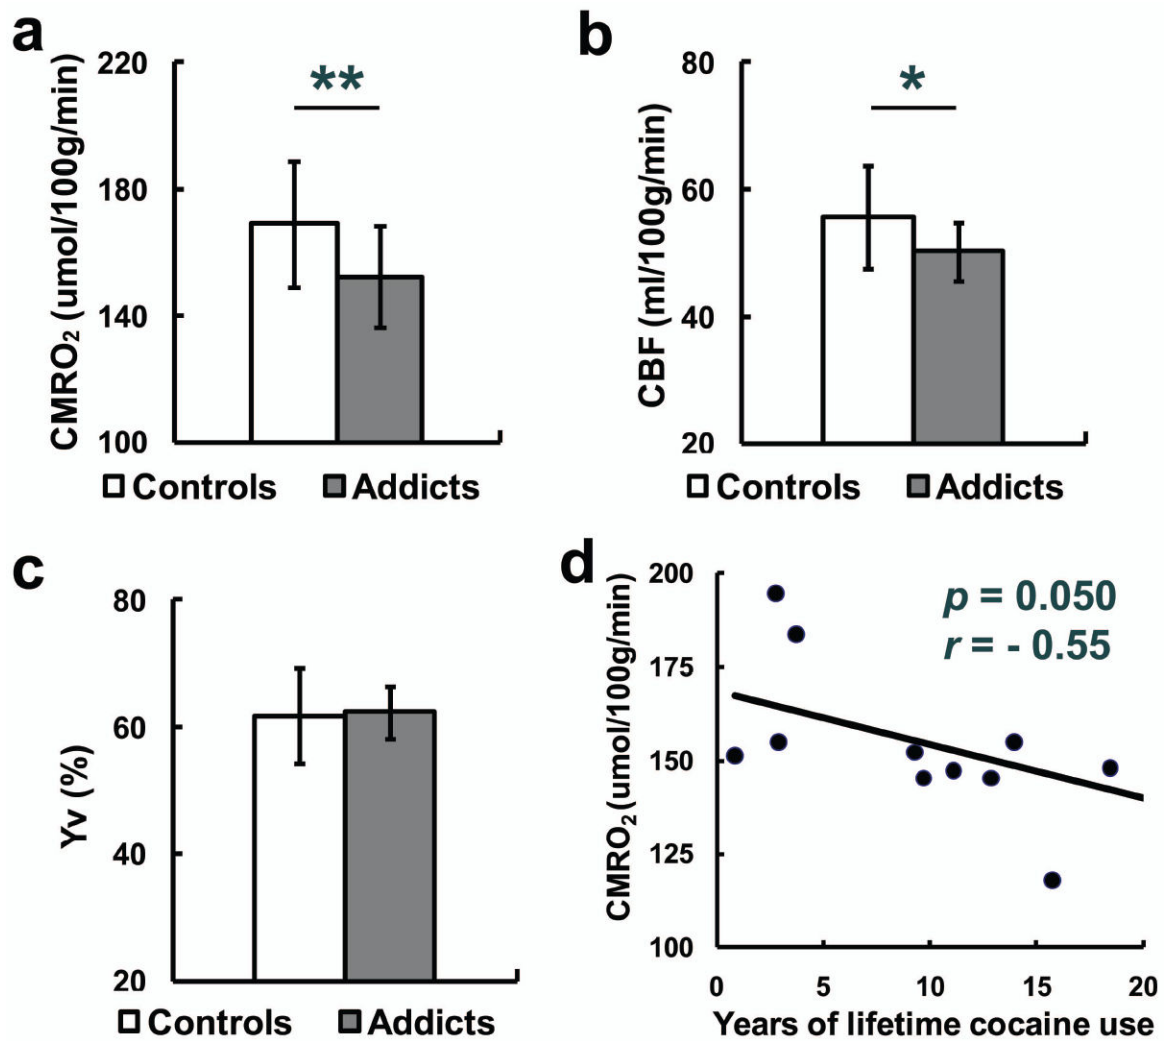 a
CMRO₂ (umol/100g/min)
220
180
140
100
**
Controls Addicts
b
CBF (ml/100g/min)
80
60
40
20
*
Controls Addicts
c
Yv (%)
80
60
40
20
Controls Addicts
d
CMRO₂ (umol/100g/min)
200
175
150
125
100
p = 0.050
r = - 0.55
0 5 10 15 20
Years of lifetime cocaine use